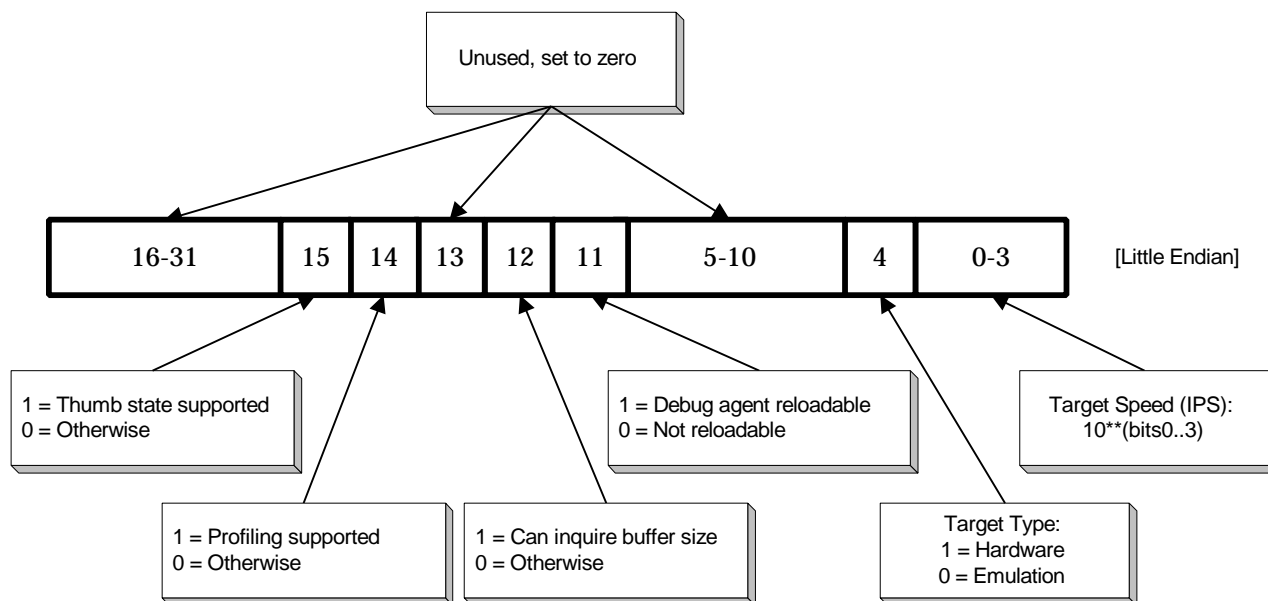 Unused, set to zero
16-31 15 14 13 12 11 5-10 4 0-3 [Little Endian]
1 = Thumb state supported
0 = Otherwise
1 = Debug agent reloadable
0 = Not reloadable
Target Speed (IPS):
10**(bits0..3)
1 = Profiling supported
0 = Otherwise
1 = Can inquire buffer size
0 = Otherwise
Target Type:
1 = Hardware
0 = Emulation